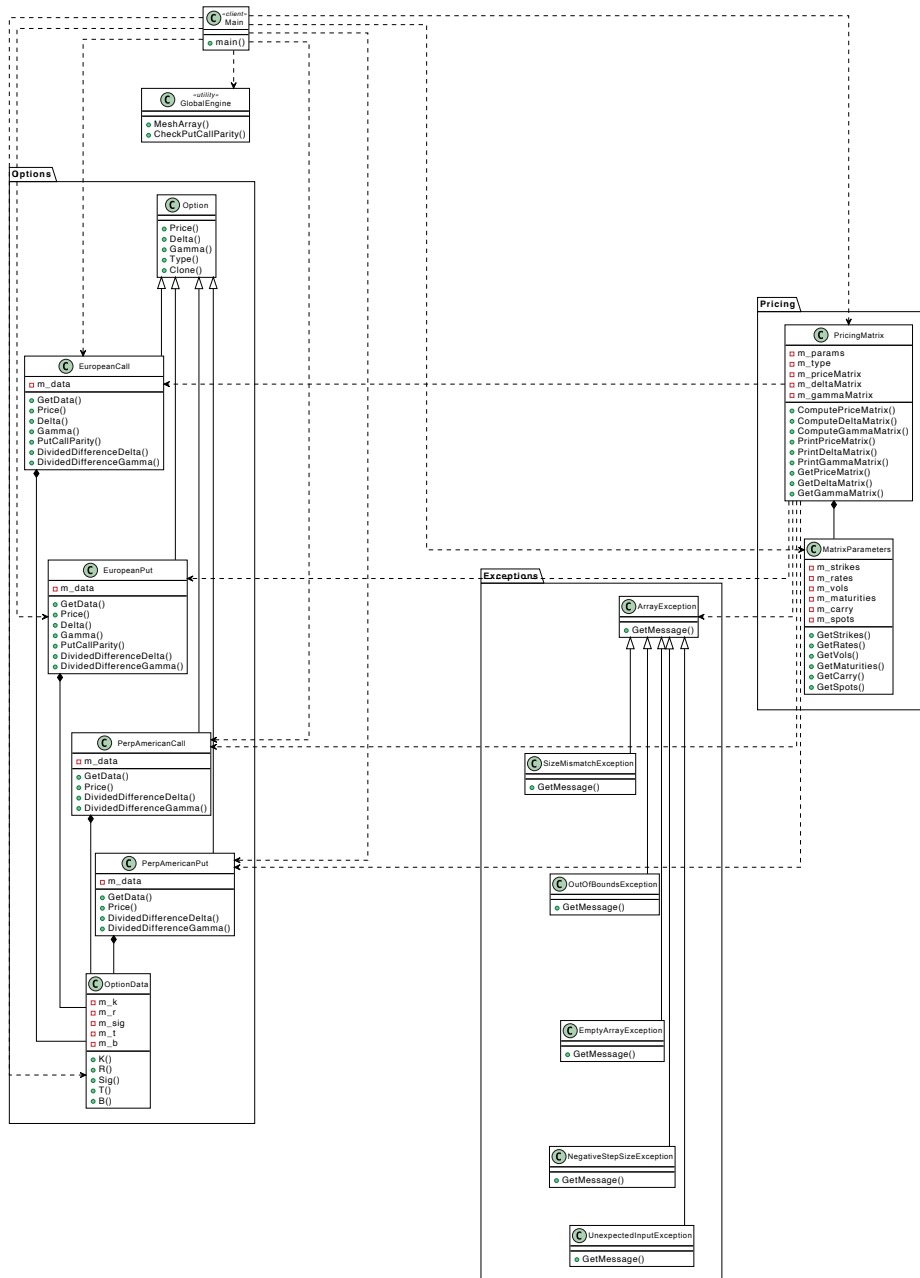 «client»
C Main
main()
«utility»
C GlobalEngine
MeshArray()
CheckPutCallParity()
Options
C Option
Price()
Delta()
Gamma()
Type()
Clone()
C EuropeanCall
m_data
GetData()
Price()
Delta()
Gamma()
PutCallParity()
DividedDifferenceDelta()
DividedDifferenceGamma()
C EuropeanPut
m_data
GetData()
Price()
Delta()
Gamma()
PutCallParity()
DividedDifferenceDelta()
DividedDifferenceGamma()
C PerpAmericanCall
m_data
GetData()
Price()
DividedDifferenceDelta()
DividedDifferenceGamma()
C PerpAmericanPut
m_data
GetData()
Price()
DividedDifferenceDelta()
DividedDifferenceGamma()
C OptionData
m_k
m_r
m_sig
m_t
m_b
K()
R()
Sig()
T()
B()
Pricing
C PricingMatrix
m_params
m_type
m_priceMatrix
m_deltaMatrix
m_gammaMatrix
ComputePriceMatrix()
ComputeDeltaMatrix()
ComputeGammaMatrix()
PrintPriceMatrix()
PrintDeltaMatrix()
PrintGammaMatrix()
GetPriceMatrix()
GetDeltaMatrix()
GetGammaMatrix()
C MatrixParameters
m_strikes
m_rates
m_vols
m_maturities
m_carry
m_spots
GetStrikes()
GetRates()
GetVols()
GetMaturities()
GetCarry()
GetSpots()
Exceptions
C ArrayException
GetMessage()
C SizeMismatchException
GetMessage()
C OutOfBoundsException
GetMessage()
C EmptyArrayException
GetMessage()
C NegativeStepSizeException
GetMessage()
C UnexpectedInputException
GetMessage()